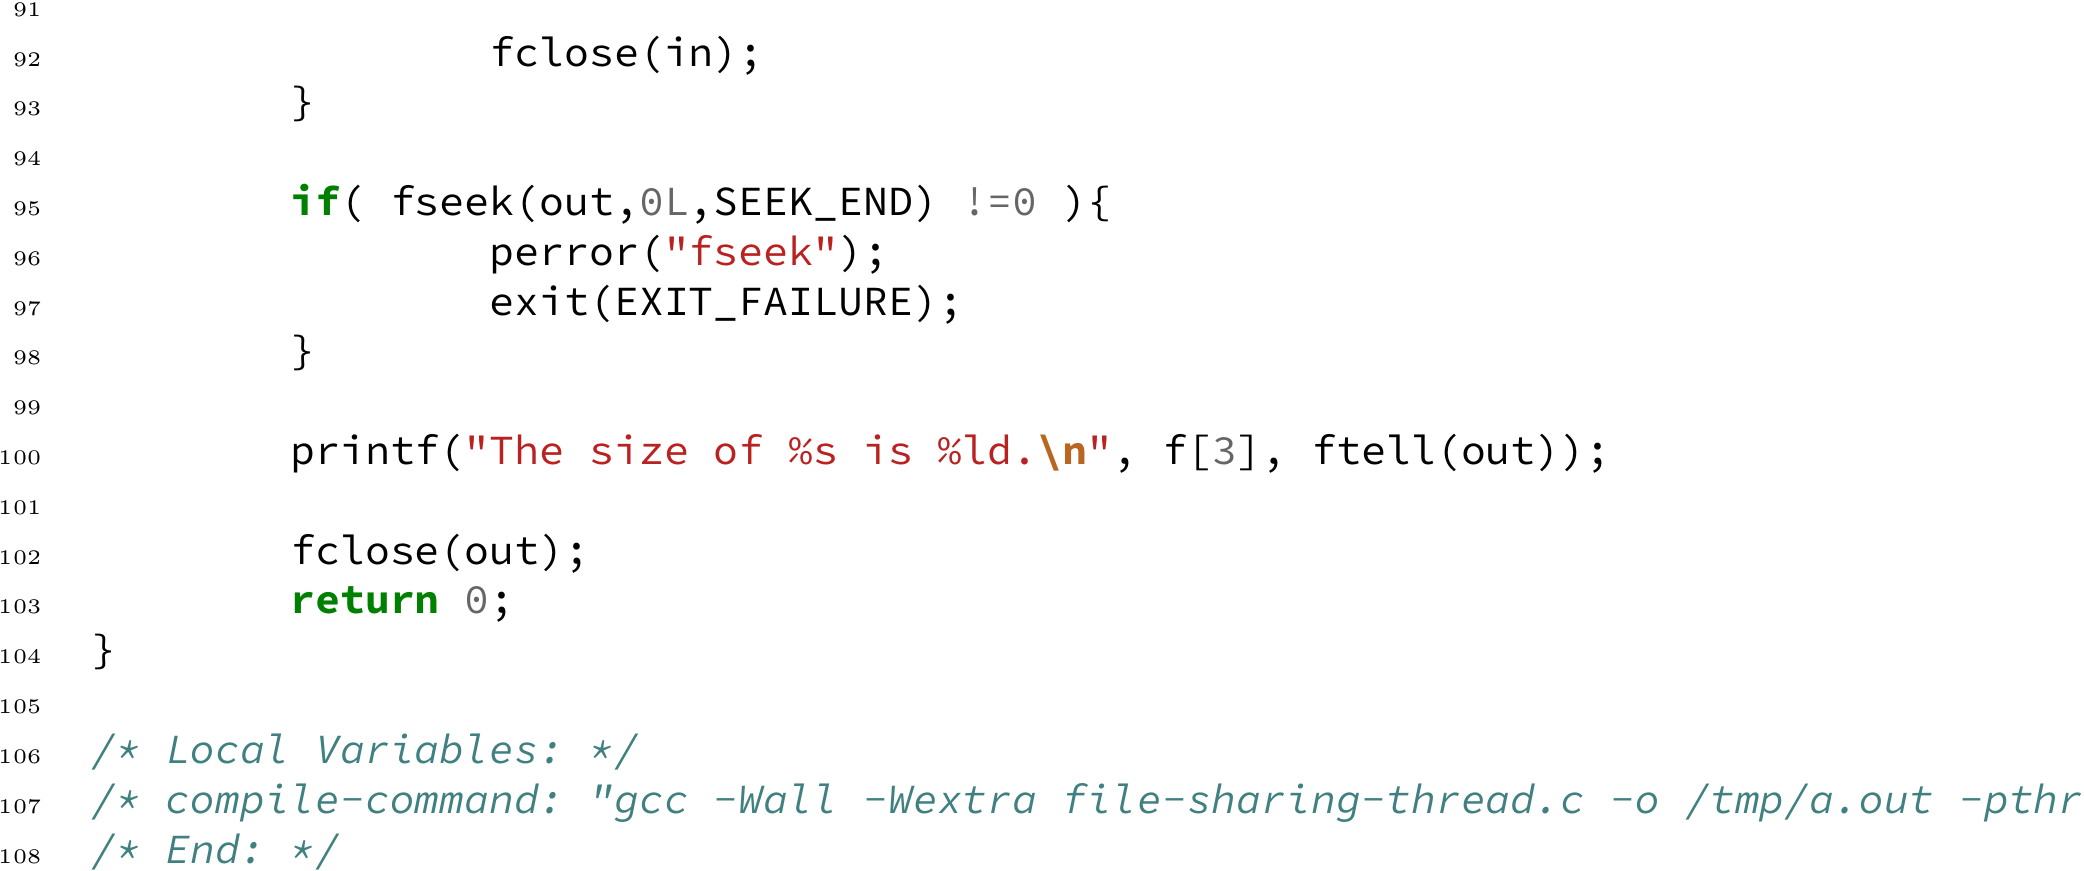 91
92 fclose(in);
93 }
94
95 if( fseek(out,0L,SEEK_END) !=0 ){
96 perror("fseek");
97 exit(EXIT_FAILURE);
98 }
99
100 printf("The size of %s is %ld.\n", f[3], ftell(out));
101
102 fclose(out);
103 return 0;
104 }
105
106 /* Local Variables: */
107 /* compile-command: "gcc -Wall -Wextra file-sharing-thread.c -o /tmp/a.out -pthr
108 /* End: */